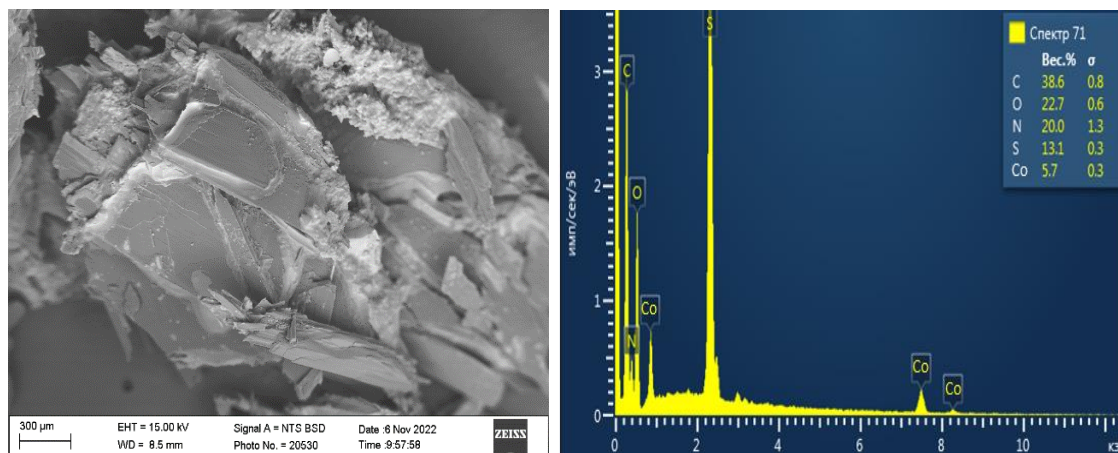 300 µm
EHT = 15.00 kV
Signal A = NTS BSD
Date :6 Nov 2022
WD = 8.5 mm
Photo No. = 20530
Time :9:57:58
ZEISS
имп/сек/эВ
3
2
1
0
0
2
4
6
8
10
кэ
C
N
O
Co
S
Co
Co
Спектр 71
Вес.% σ
C 38.6 0.8
O 22.7 0.6
N 20.0 1.3
S 13.1 0.3
Co 5.7 0.3